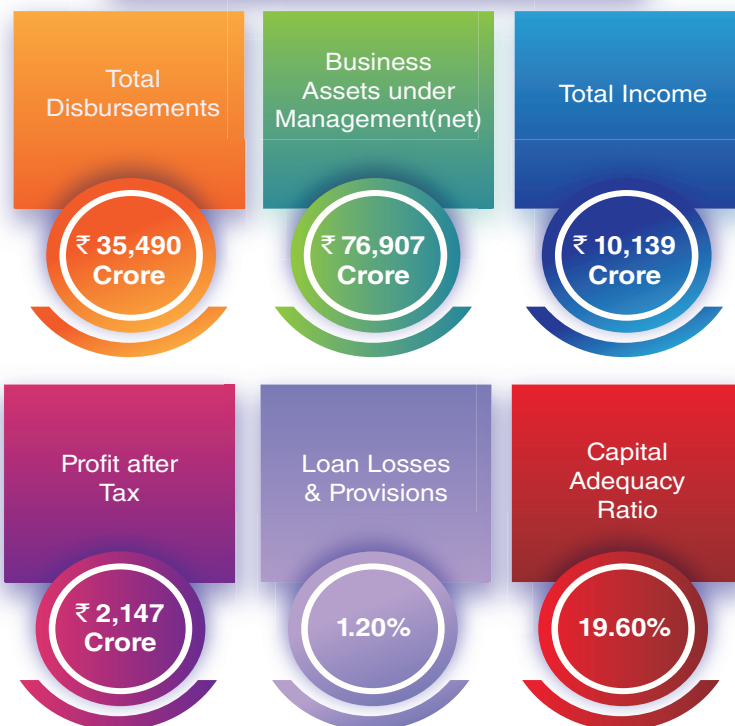 Total
Disbursements
₹ 35,490
Crore
Business
Assets under
Management(net)
₹ 76,907
Crore
Total Income
₹ 10,139
Crore
Profit after
Tax
₹ 2,147
Crore
Loan Losses
& Provisions
1.20%
Capital
Adequacy
Ratio
19.60%